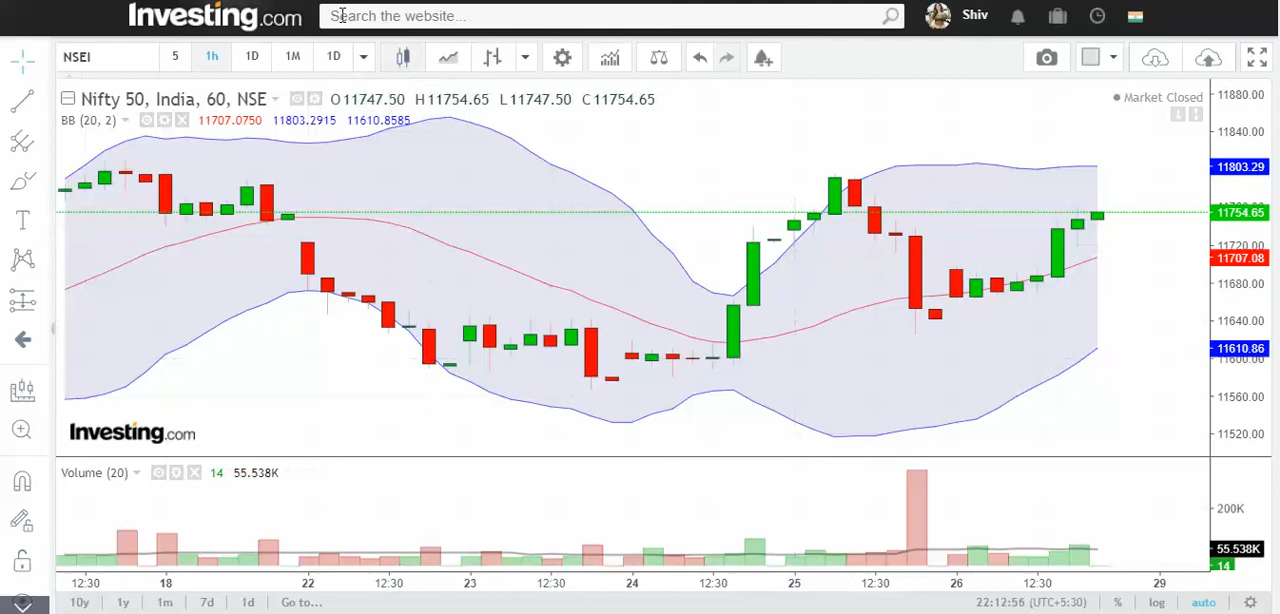 Investing.com Search the website... Shiv
NSEI 5 1h 1D 1M 1D
Nifty 50, India, 60, NSE O11747.50 H11754.65 L11747.50 C11754.65 Market Closed
BB (20, 2) 11707.0750 11803.2915 11610.8585
11880.00
11840.00
11803.29
11754.65
11720.00
11707.08
11680.00
11640.00
11610.86
11600.00
11560.00
11520.00
Investing.com
Volume (20) 14 55.538K
200K
55.538K
14
12:30 18 22 12:30 23 12:30 24 12:30 25 12:30 26 12:30 29
10y 1y 1m 7d 1d Go to... 22:12:56 (UTC+5:30) % log auto